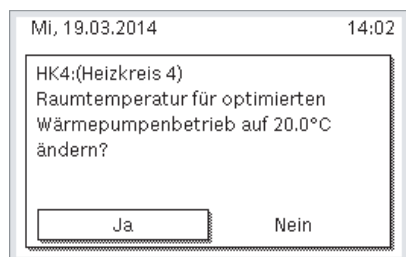 Mi, 19.03.2014 14:02
HK4:(Heizkreis 4)
Raumtemperatur für optimierten
Wärmepumpenbetrieb auf 20.0°C
ändern?
Ja Nein